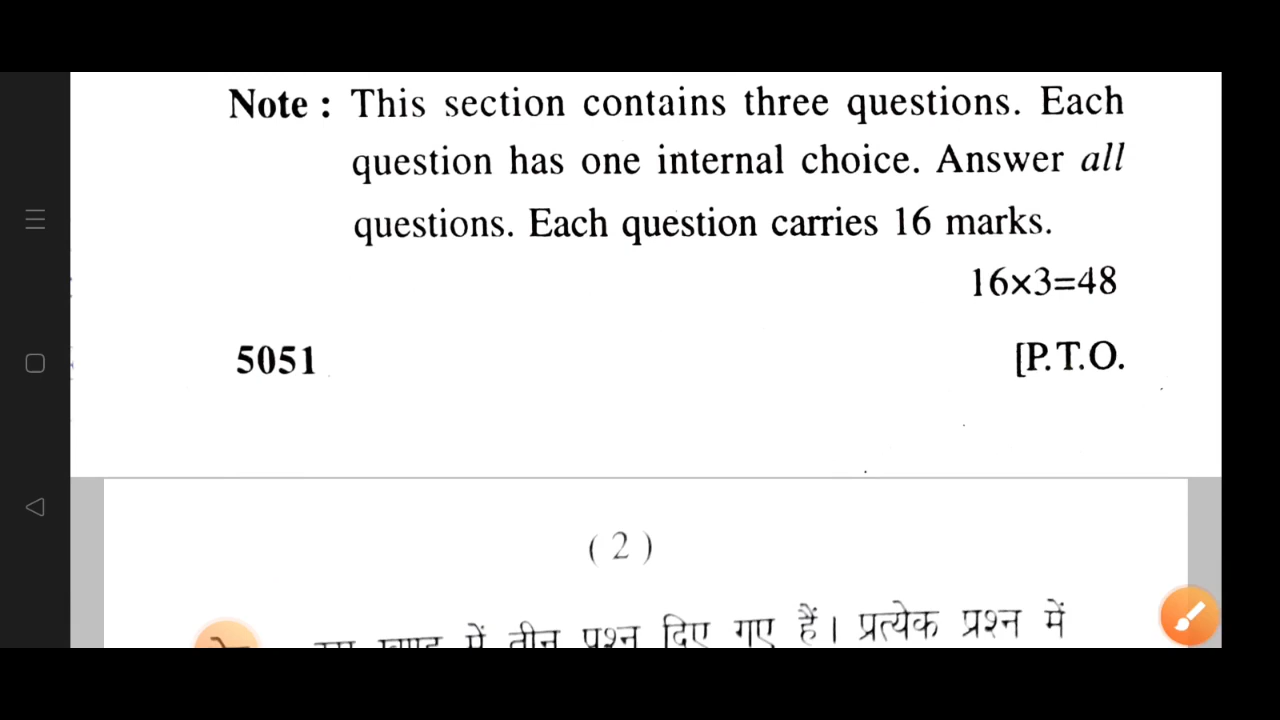 Note : This section contains three questions. Each
question has one internal choice. Answer all
questions. Each question carries 16 marks.
16×3=48
5051
[P.T.O.
( 2 )
में तीन प्रश्न दिए गए हैं। प्रत्येक प्रश्न में